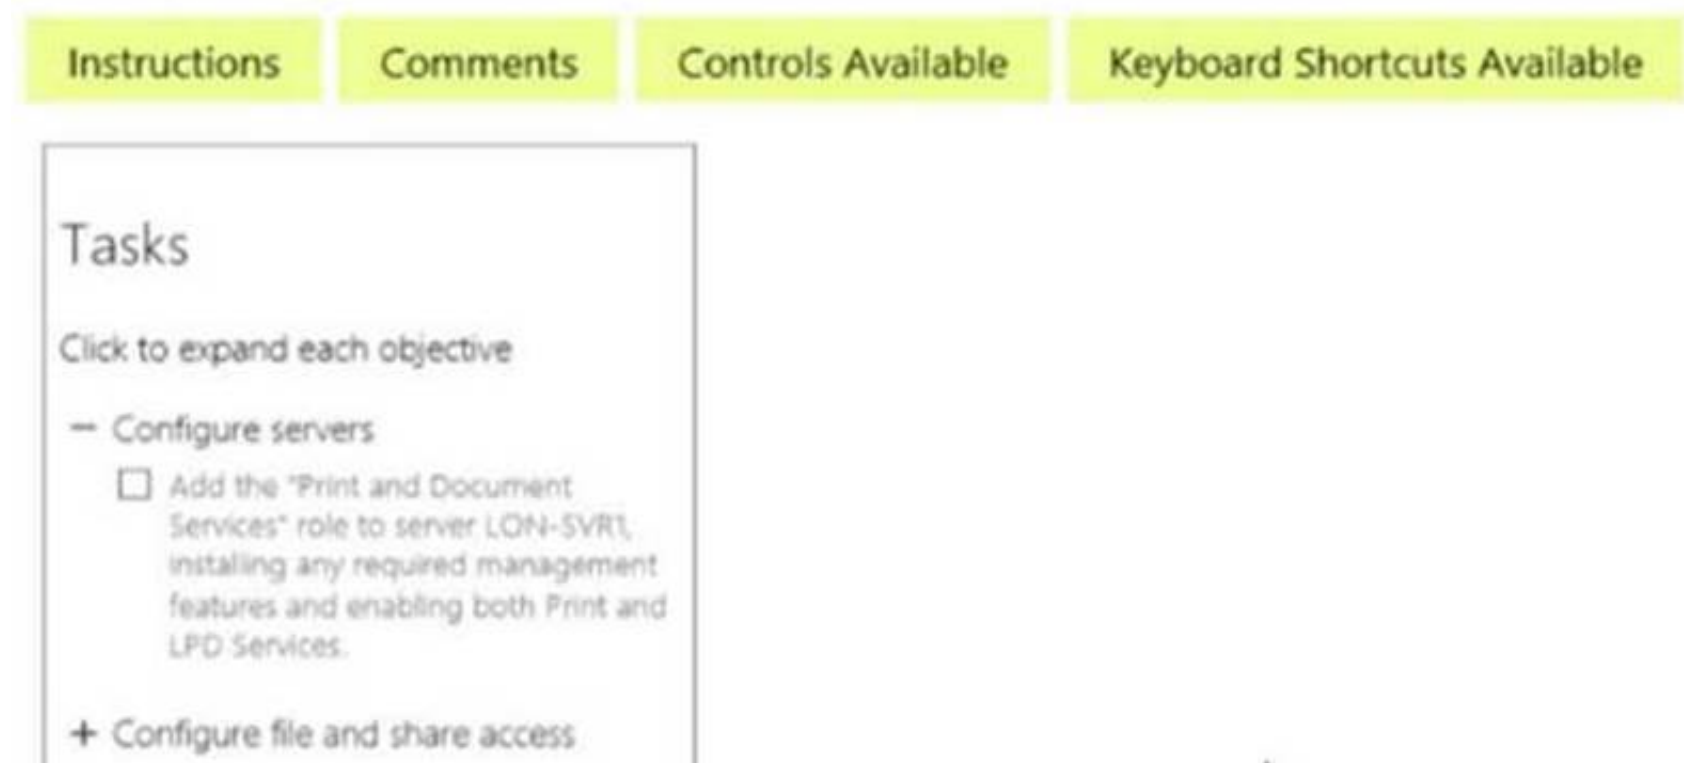 Instructions Comments Controls Available Keyboard Shortcuts Available
Tasks
Click to expand each objective
− Configure servers
Add the "Print and Document
Services" role to server LON-SVR1,
installing any required management
features and enabling both Print and
LPD Services.
+ Configure file and share access